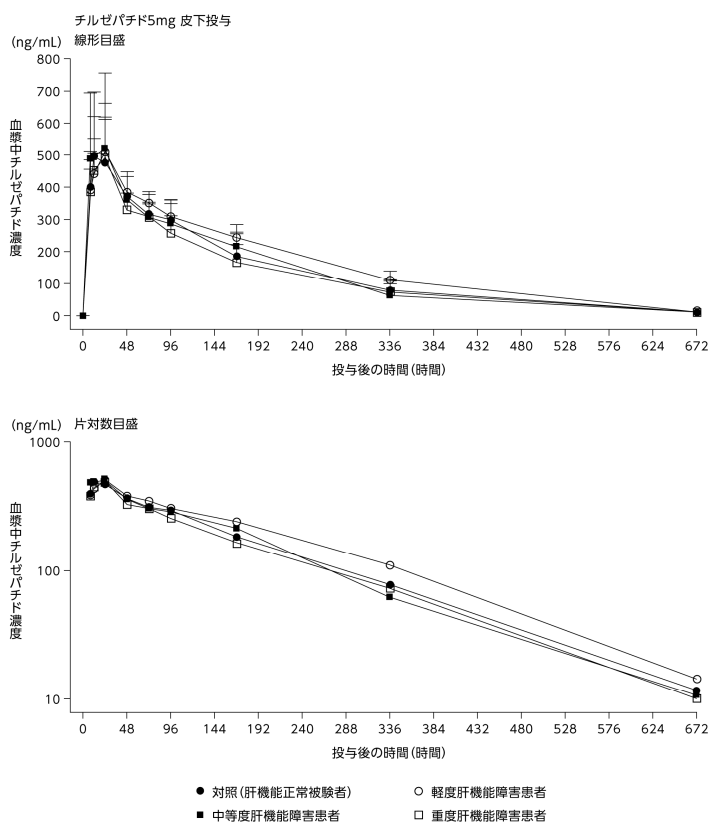 チルゼパチド5mg 皮下投与
(ng/mL) 線形目盛
800
700
600
500
400
300
200
100
0
血漿中チルゼパチド濃度
0 48 96 144 192 240 288 336 384 432 480 528 576 624 672
投与後の時間(時間)
(ng/mL) 片対数目盛
1000
100
10
血漿中チルゼパチド濃度
0 48 96 144 192 240 288 336 384 432 480 528 576 624 672
投与後の時間(時間)
対照(肝機能正常被験者) 軽度肝機能障害患者
中等度肝機能障害患者 重度肝機能障害患者